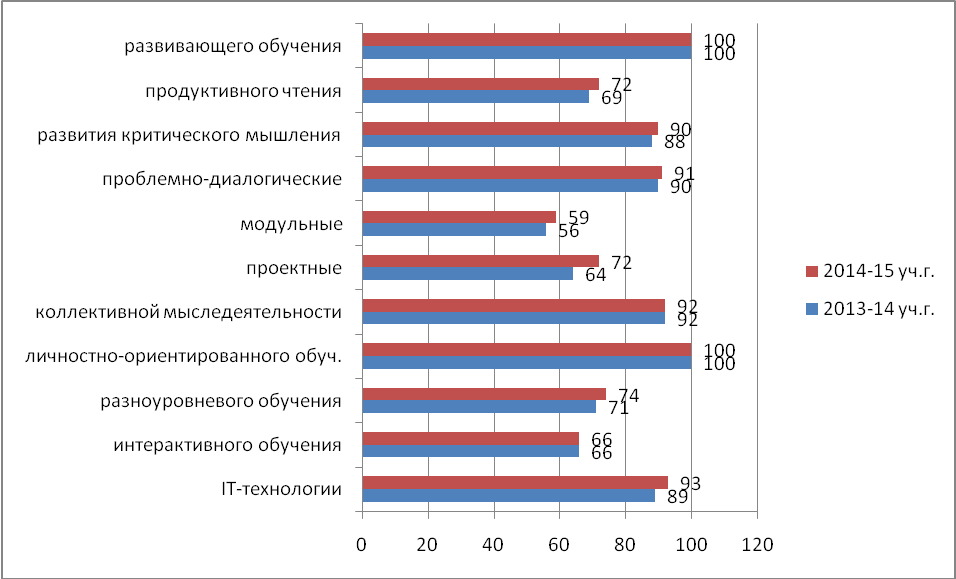 развивающего обучения
100
100
продуктивного чтения
72
69
развития критического мышления
90
88
проблемно-диалогические
91
90
модульные
59
56
проектные
72
64
коллективной мыследеятельности
92
92
личностно-ориентированного обуч.
100
100
разноуровневого обучения
74
71
интерактивного обучения
66
66
IT-технологии
93
89
0 20 40 60 80 100 120
2014-15 уч.г.
2013-14 уч.г.